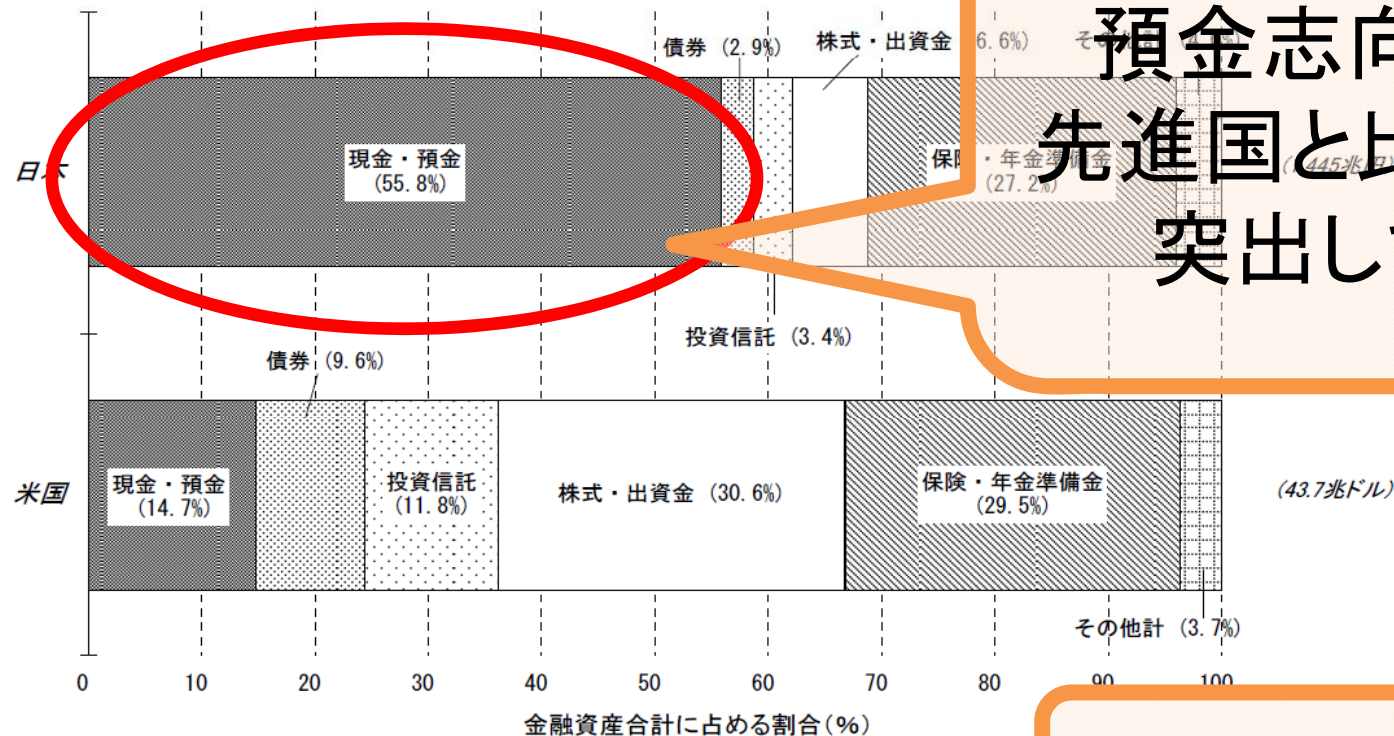 預金志向
先進国と比
突出し
債券 (2.9%)
株式・出資金 6.6%)
日本
現金・預金
(55.8%)
保険・年金準備金
(27.2%)
投資信託 (3.4%)
債券 (9.6%)
米国
現金・預金
(14.7%)
投資信託
(11.8%)
株式・出資金 (30.6%)
保険・年金準備金
(29.5%)
(43.7兆ドル)
その他計 (3.7%)
0 10 20 30 40 50 60 70 80 90 100
金融資産合計に占める割合(%)